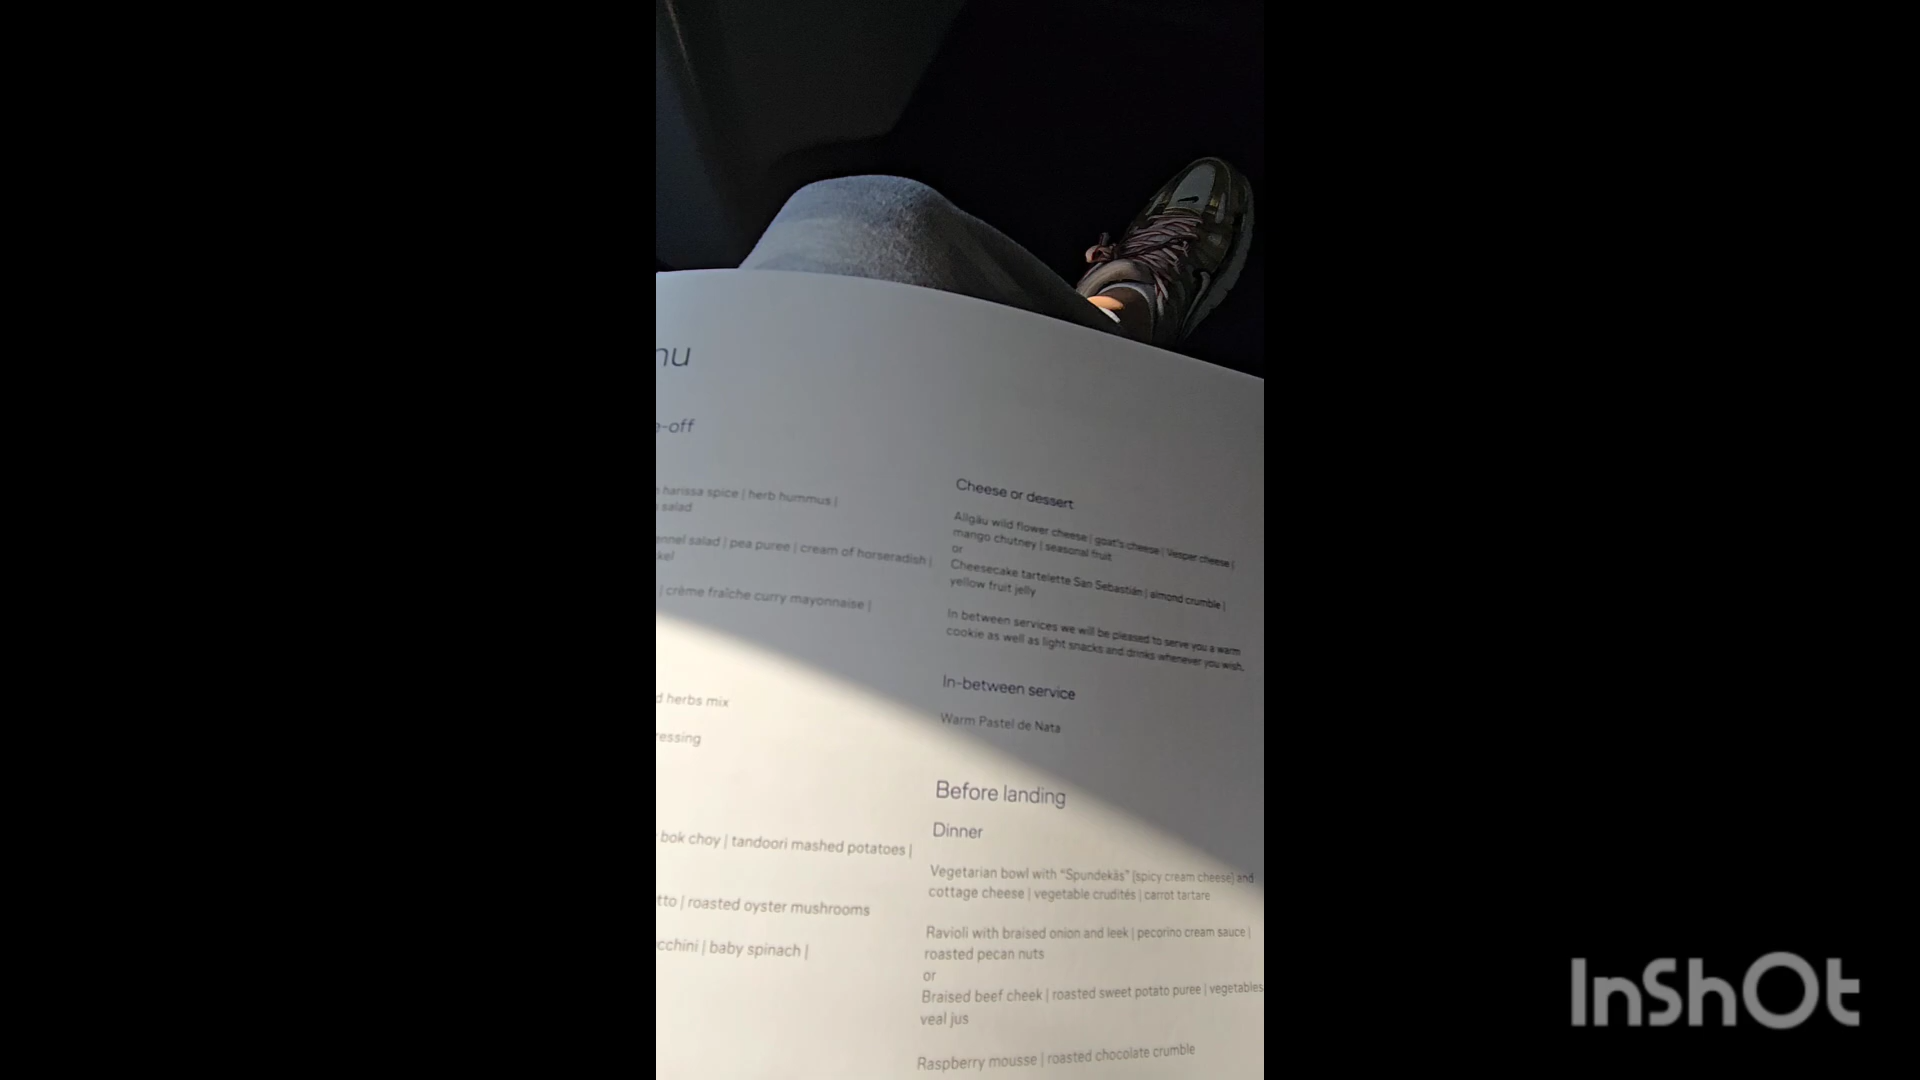 nu
e-off
harissa spice | herb hummus |
salad
ennel salad | pea puree | cream of horseradish |
kel
| crème fraîche curry mayonnaise |
d herbs mix
ressing
bok choy | tandoori mashed potatoes |
tto | roasted oyster mushrooms
cchini | baby spinach |
Cheese or dessert
Allgäu wild flower cheese | goat's cheese | Vesper cheese |
mango chutney | seasonal fruit
or
Cheesecake tartelette San Sebastián | almond crumble |
yellow fruit jelly
In between services we will be pleased to serve you a warm
cookie as well as light snacks and drinks whenever you wish.
In-between service
Warm Pastel de Nata
Before landing
Dinner
Vegetarian bowl with “Spundekäs” (spicy cream cheese) and
cottage cheese | vegetable crudités | carrot tartare
Ravioli with braised onion and leek | pecorino cream sauce |
roasted pecan nuts
or
Braised beef cheek | roasted sweet potato puree | vegetables
veal jus
Raspberry mousse | roasted chocolate crumble
InShOt